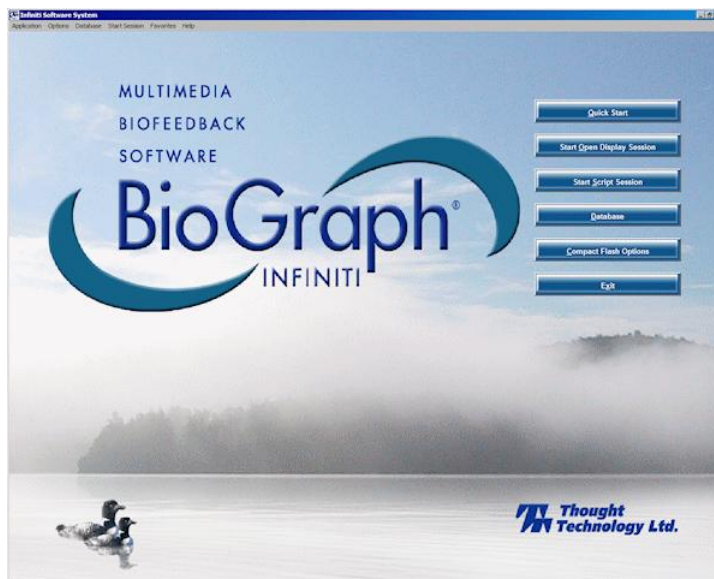 Infiniti Software System
Application Options Database Start Session Favorites Help
MULTIMEDIA
BIOFEEDBACK
SOFTWARE
BioGraph®
INFINITI
Quick Start
Start Open Display Session
Start Script Session
Database
Compact Flash Options
Exit
Thought
Technology Ltd.